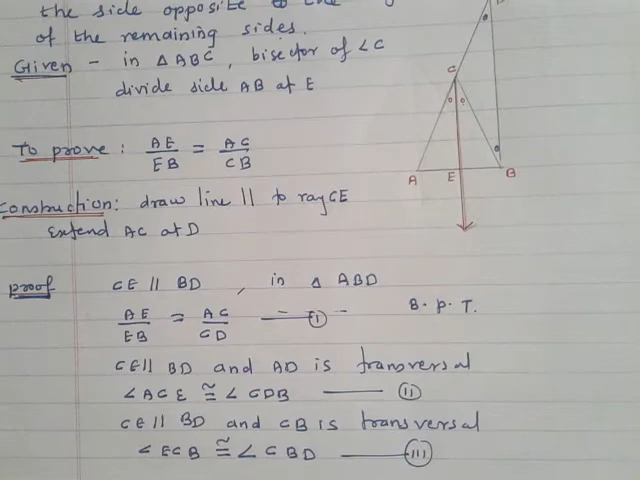 the side opposite to the
of the remaining sides.
Given - in △ ABC , bisector of ∠C
divide side AB at E
To prove : AE/EB = AC/CB
Construction: draw line || to ray CE
Extend AC at D
proof CE || BD , in △ ABD
AE/EB = AC/CD —— (I) B. P. T.
CE || BD and AD is transversal
∠ACE ≅ ∠CDB —— (II)
CE || BD and CB is transversal
∠ECB ≅ ∠CBD —— (III)
C
A
E
B